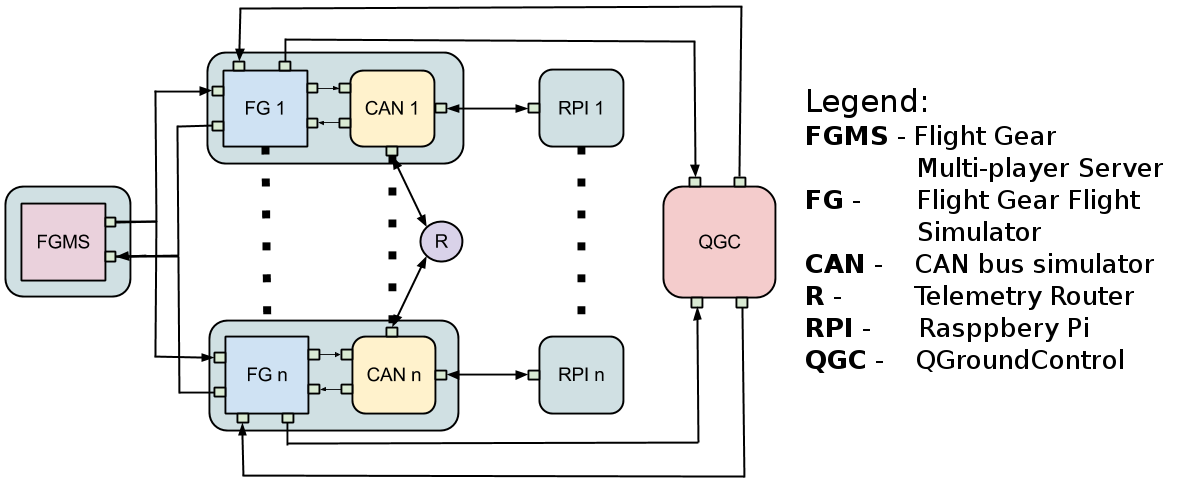 FG 1
CAN 1
RPI 1
FGMS
R
QGC
FG n
CAN n
RPI n
Legend:
FGMS - Flight Gear
Multi-player Server
FG - Flight Gear Flight
Simulator
CAN - CAN bus simulator
R - Telemetry Router
RPI - Rasppbery Pi
QGC - QGroundControl